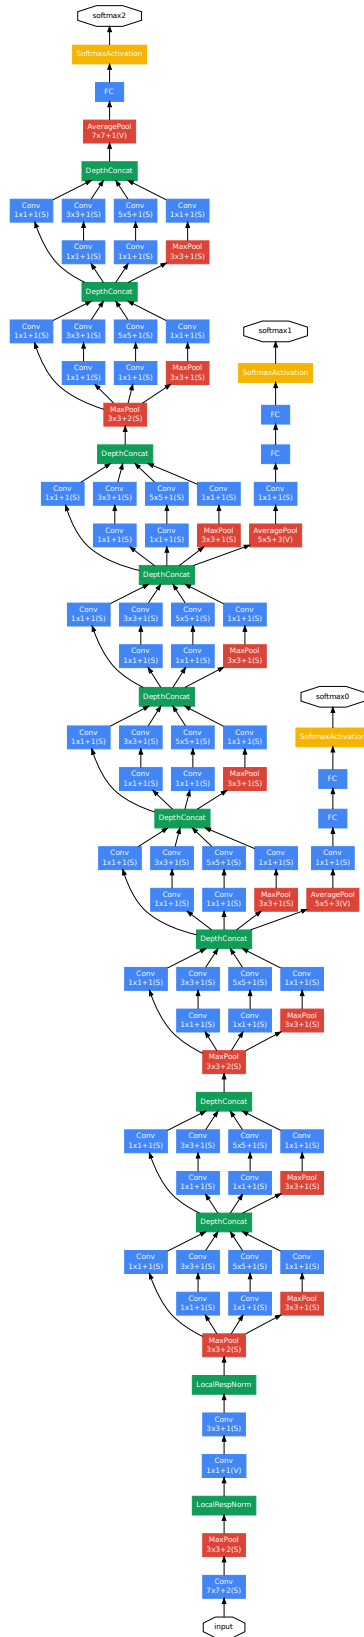 softmax2
SoftmaxActivation
FC
AveragePool
7x7+1(V)
DepthConcat
Conv Conv Conv Conv
1x1+1(S) 3x3+1(S) 5x5+1(S) 1x1+1(S)
Conv Conv MaxPool
1x1+1(S) 1x1+1(S) 3x3+1(S)
DepthConcat
Conv Conv Conv Conv
1x1+1(S) 3x3+1(S) 5x5+1(S) 1x1+1(S)
softmax1
Conv Conv MaxPool
1x1+1(S) 1x1+1(S) 3x3+1(S)
SoftmaxActivation
MaxPool
3x3+2(S)
FC
DepthConcat
FC
Conv Conv Conv Conv Conv
1x1+1(S) 3x3+1(S) 5x5+1(S) 1x1+1(S) 1x1+1(S)
Conv Conv MaxPool AveragePool
1x1+1(S) 1x1+1(S) 3x3+1(S) 5x5+3(V)
DepthConcat
Conv Conv Conv Conv
1x1+1(S) 3x3+1(S) 5x5+1(S) 1x1+1(S)
Conv Conv MaxPool
1x1+1(S) 1x1+1(S) 3x3+1(S)
DepthConcat
softmax0
Conv Conv Conv Conv
1x1+1(S) 3x3+1(S) 5x5+1(S) 1x1+1(S)
SoftmaxActivation
Conv Conv MaxPool
1x1+1(S) 1x1+1(S) 3x3+1(S)
FC
DepthConcat
FC
Conv Conv Conv Conv Conv
1x1+1(S) 3x3+1(S) 5x5+1(S) 1x1+1(S) 1x1+1(S)
Conv Conv MaxPool AveragePool
1x1+1(S) 1x1+1(S) 3x3+1(S) 5x5+3(V)
DepthConcat
Conv Conv Conv Conv
1x1+1(S) 3x3+1(S) 5x5+1(S) 1x1+1(S)
Conv Conv MaxPool
1x1+1(S) 1x1+1(S) 3x3+1(S)
MaxPool
3x3+2(S)
DepthConcat
Conv Conv Conv Conv
1x1+1(S) 3x3+1(S) 5x5+1(S) 1x1+1(S)
Conv Conv MaxPool
1x1+1(S) 1x1+1(S) 3x3+1(S)
DepthConcat
Conv Conv Conv Conv
1x1+1(S) 3x3+1(S) 5x5+1(S) 1x1+1(S)
Conv Conv MaxPool
1x1+1(S) 1x1+1(S) 3x3+1(S)
MaxPool
3x3+2(S)
LocalRespNorm
Conv
3x3+1(S)
Conv
1x1+1(V)
LocalRespNorm
MaxPool
3x3+2(S)
Conv
7x7+2(S)
input